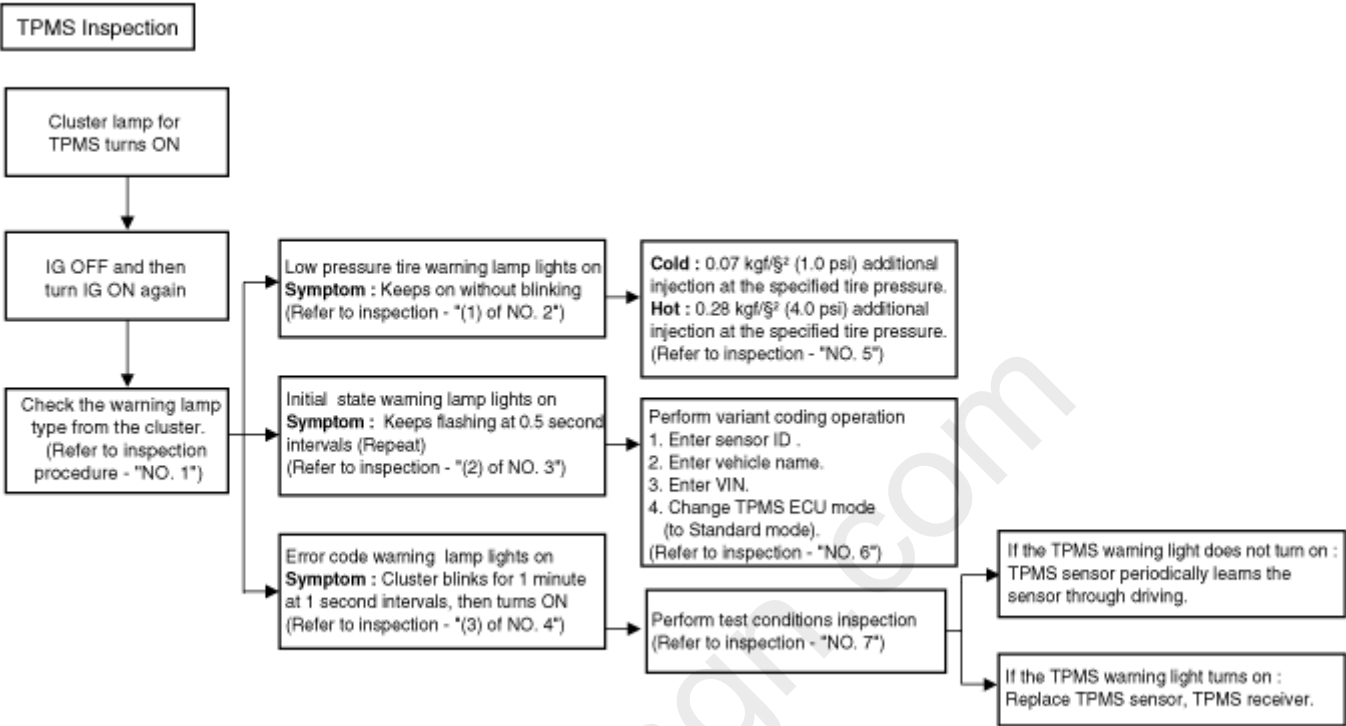 TPMS Inspection
Cluster lamp for
TPMS turns ON
IG OFF and then
turn IG ON again
Check the warning lamp
type from the cluster.
(Refer to inspection
procedure - "NO. 1")
Low pressure tire warning lamp lights on
Symptom : Keeps on without blinking
(Refer to inspection - "(1) of NO. 2")
Cold : 0.07 kgf/§² (1.0 psi) additional
injection at the specified tire pressure.
Hot : 0.28 kgf/§² (4.0 psi) additional
injection at the specified tire pressure.
(Refer to inspection - "NO. 5")
Initial state warning lamp lights on
Symptom : Keeps flashing at 0.5 second
intervals (Repeat)
(Refer to inspection - "(2) of NO. 3")
Perform variant coding operation
1. Enter sensor ID .
2. Enter vehicle name.
3. Enter VIN.
4. Change TPMS ECU mode
(to Standard mode).
(Refer to inspection - "NO. 6")
Error code warning lamp lights on
Symptom : Cluster blinks for 1 minute
at 1 second intervals, then turns ON
(Refer to inspection - "(3) of NO. 4")
Perform test conditions inspection
(Refer to inspection - "NO. 7")
If the TPMS warning light does not turn on :
TPMS sensor periodically learns the
sensor through driving.
If the TPMS warning light turns on :
Replace TPMS sensor, TPMS receiver.